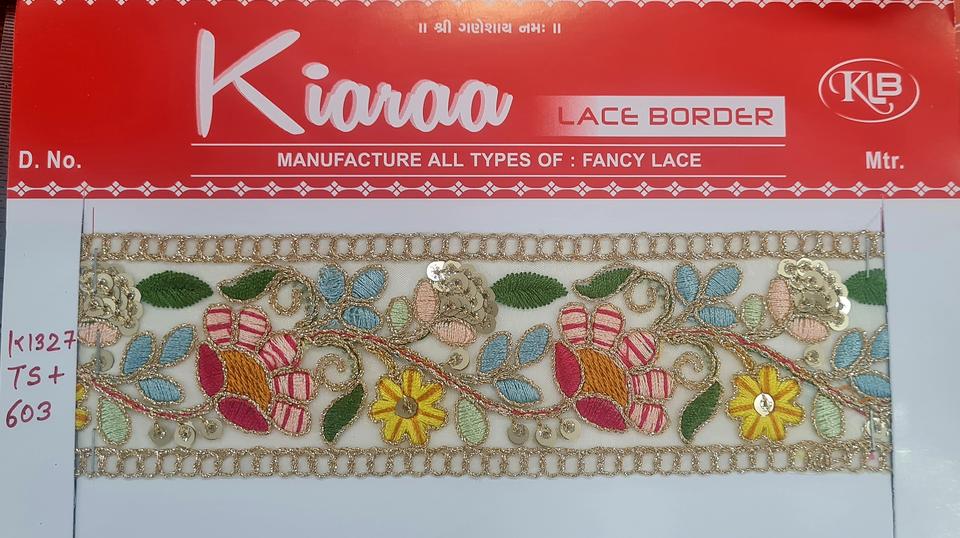 ॥ શ્રી ગણેશાય નમઃ ॥
Kiaraa
LACE BORDER
KLB
MANUFACTURE ALL TYPES OF : FANCY LACE
D. No.
Mtr.
K1327
TS+
603